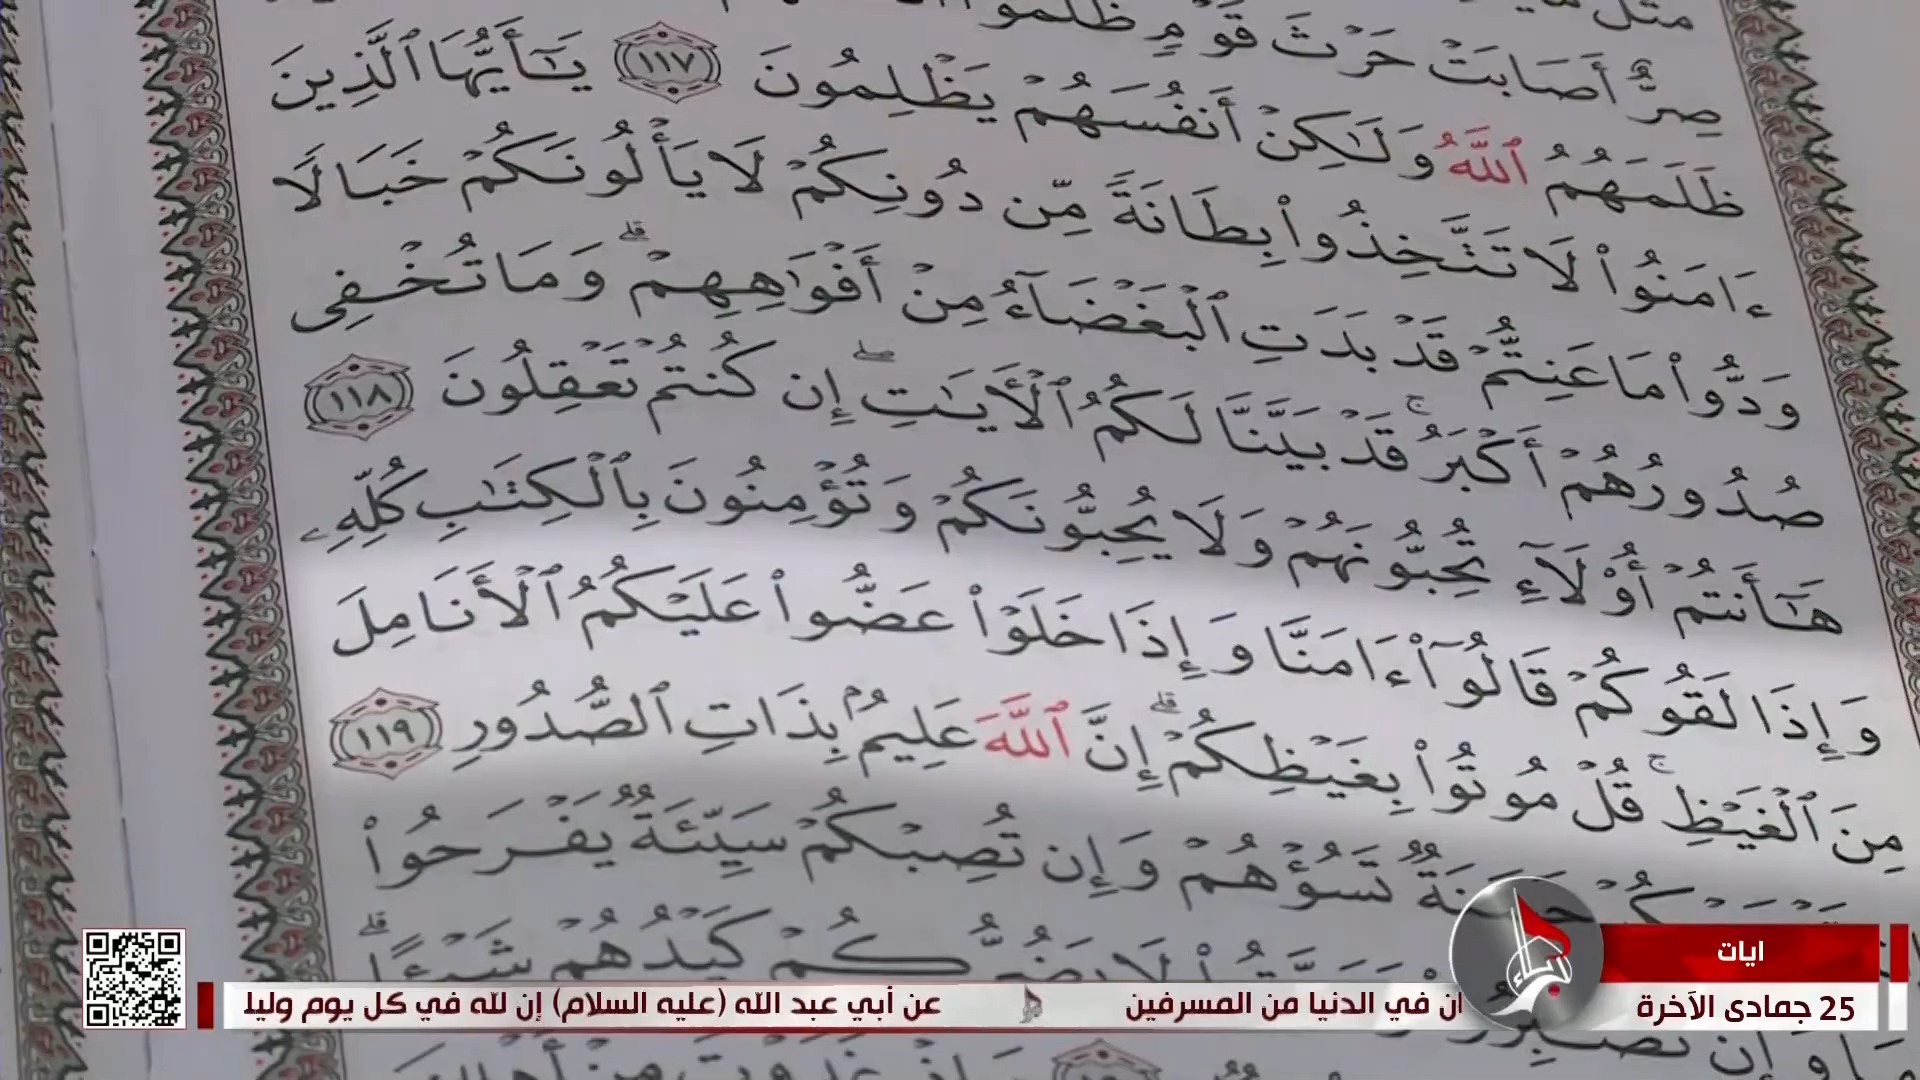 صِرٌّ أَصَابَتْ حَرْثَ قَوْمٍ ظَلَمُوا
ظَلَمَهُمُ ٱللَّهُ وَلَٰكِنْ أَنفُسَهُمْ يَظْلِمُونَ ١١٧ يَٰٓأَيُّهَا ٱلَّذِينَ
ءَامَنُوا۟ لَا تَتَّخِذُوا۟ بِطَانَةً مِّن دُونِكُمْ لَا يَأْلُونَكُمْ خَبَالًا
وَدُّوا۟ مَا عَنِتُّمْ قَدْ بَدَتِ ٱلْبَغْضَآءُ مِنْ أَفْوَٰهِهِمْ ۗ وَمَا تُخْفِى
صُدُورُهُمْ أَكْبَرُ ۚ قَدْ بَيَّنَّا لَكُمُ ٱلْأَيَٰتِ ۖ إِن كُنتُمْ تَعْقِلُونَ ١١٨
هَٰٓأَنتُمْ أُو۟لَآءِ تُحِبُّونَهُمْ وَلَا يُحِبُّونَكُمْ وَتُؤْمِنُونَ بِٱلْكِتَٰبِ كُلِّهِۦ
وَإِذَا لَقُوكُمْ قَالُوٓا۟ ءَامَنَّا وَإِذَا خَلَوْا۟ عَضُّوا۟ عَلَيْكُمُ ٱلْأَنَامِلَ
مِنَ ٱلْغَيْظِ ۚ قُلْ مُوتُوا۟ بِغَيْظِكُمْ ۗ إِنَّ ٱللَّهَ عَلِيمٌۢ بِذَاتِ ٱلصُّدُورِ ١١٩
حَسَنَةٌ تَسُؤْهُمْ وَإِن تُصِبْكُمْ سَيِّئَةٌ يَفْرَحُوا۟
كَيْدُهُمْ شَيْـًٔا ۗ
ايات
25 جمادى الآخرة
ان في الدنيا من المسرفين
عن أبي عبد الله (عليه السلام) إن لله في كل يوم وليل